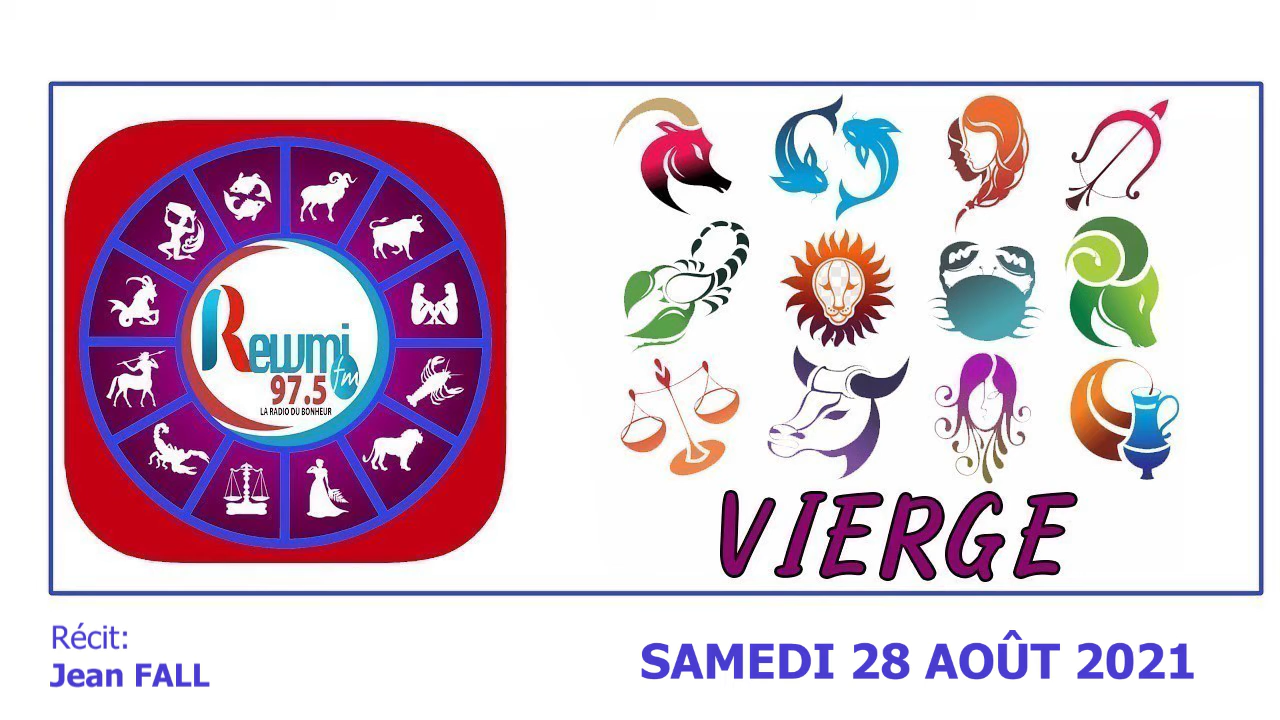 Rewmi
fm
97.5
LA RADIO DU BONHEUR
VIERGE
Récit:
Jean FALL
SAMEDI 28 AOÛT 2021